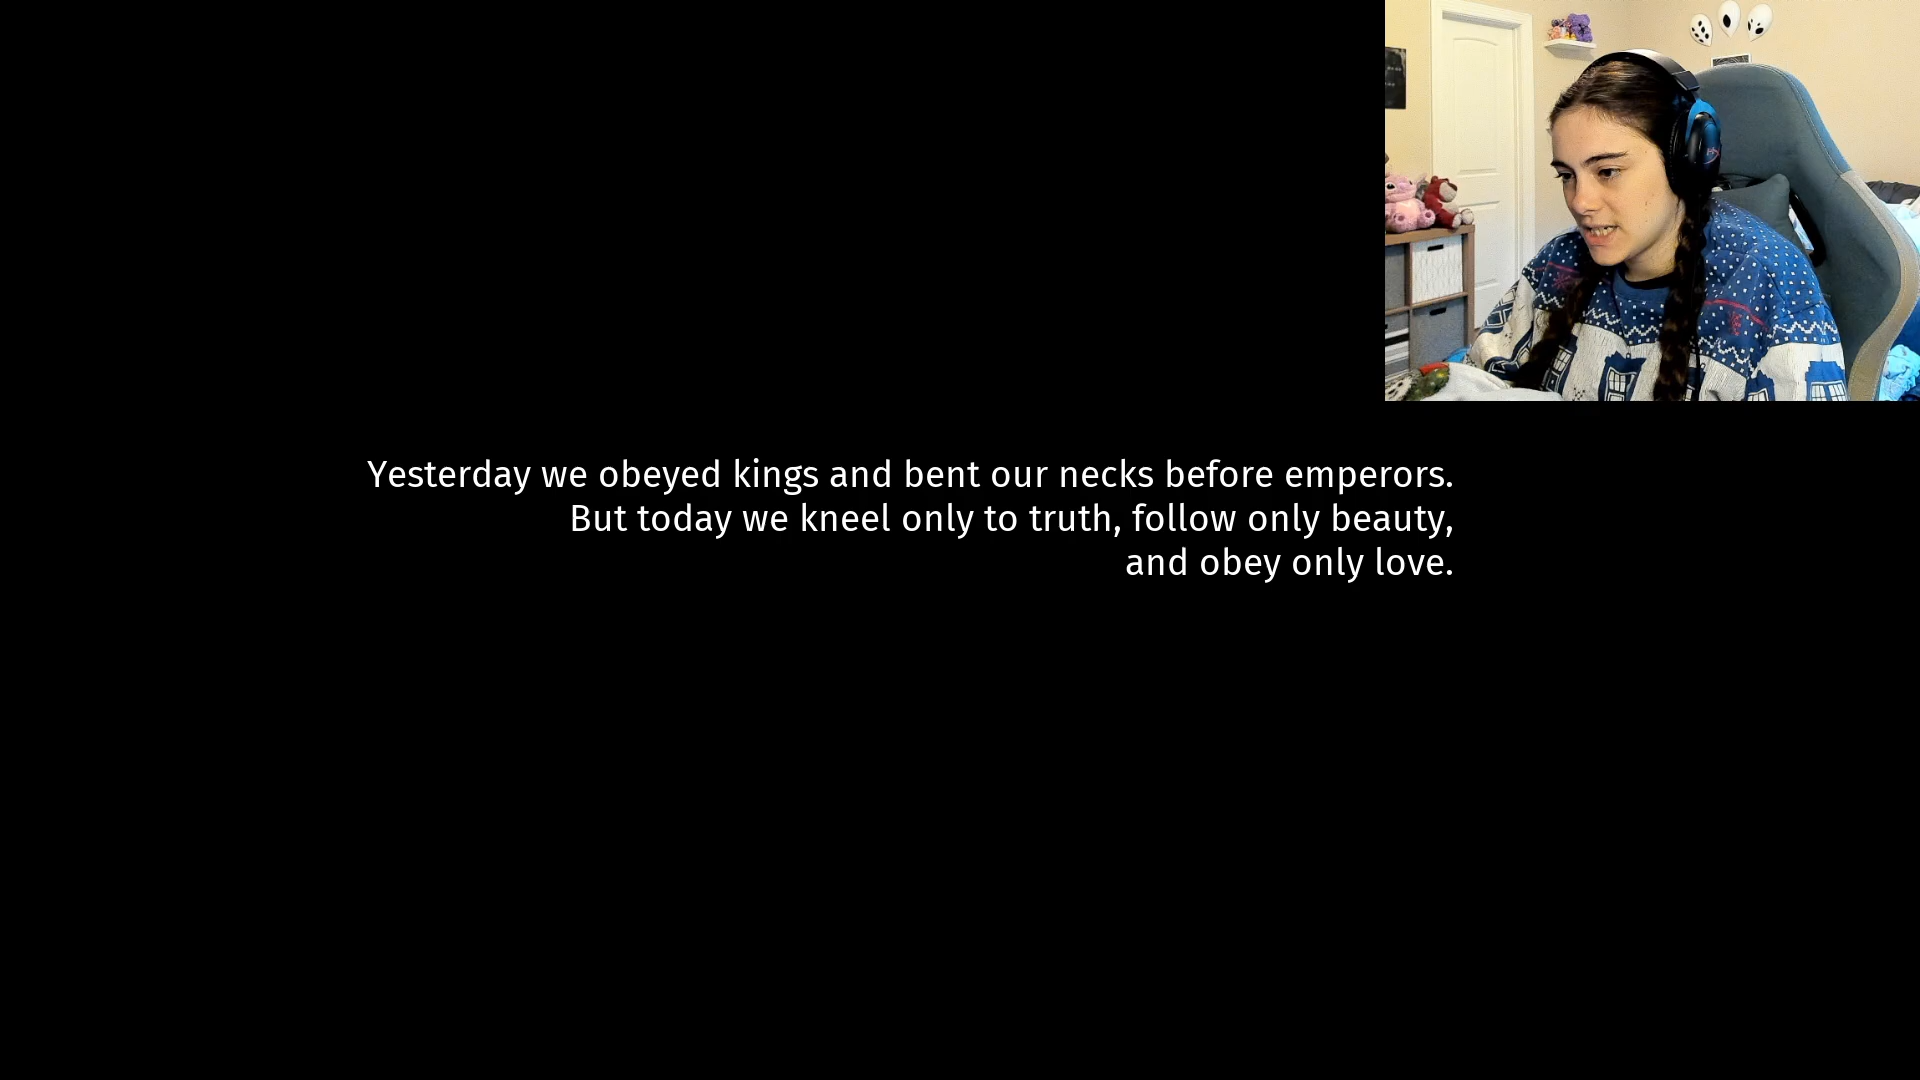 Yesterday we obeyed kings and bent our necks before emperors.
But today we kneel only to truth, follow only beauty,
and obey only love.